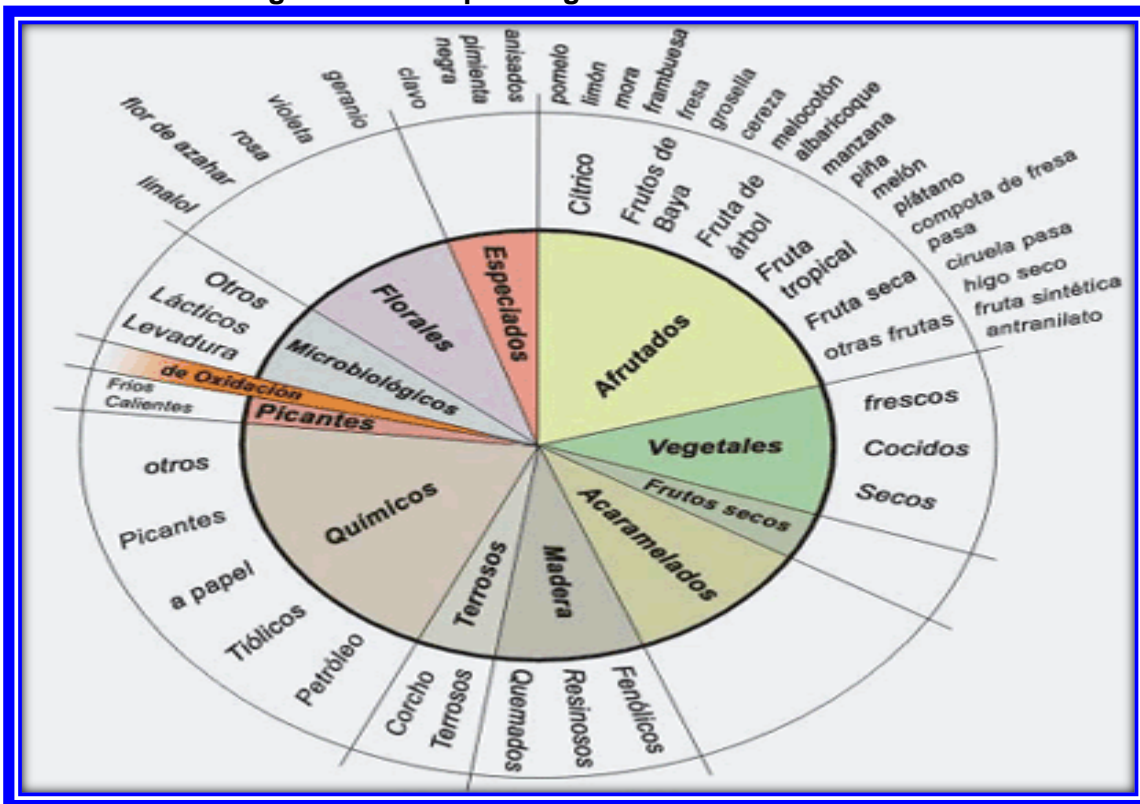 anisados
pimienta
negra
clavo
geranio
violeta
rosa
flor de azahar
linalol
pomelo
limón
mora
frambuesa
fresa
grosella
cereza
melocotón
albaricoque
manzana
piña
melón
plátano
compota de fresa
pasa
ciruela pasa
higo seco
fruta sintética
antranilato
Cítrico
Frutos de
Baya
Fruta de
árbol
Fruta
tropical
Fruta seca
otras frutas
frescos
Cocidos
Secos
Fenólicos
Resinosos
Quemados
Terrosos
Corcho
Petróleo
Tiólicos
a papel
Picantes
otros
Calientes
Fríos
Levadura
Lácticos
Otros
Especlados
Afrutados
Vegetales
Frutos secos
Acaramelados
Madera
Terrosos
Químicos
Picantes
de Oxidación
Microbiológicos
Florales